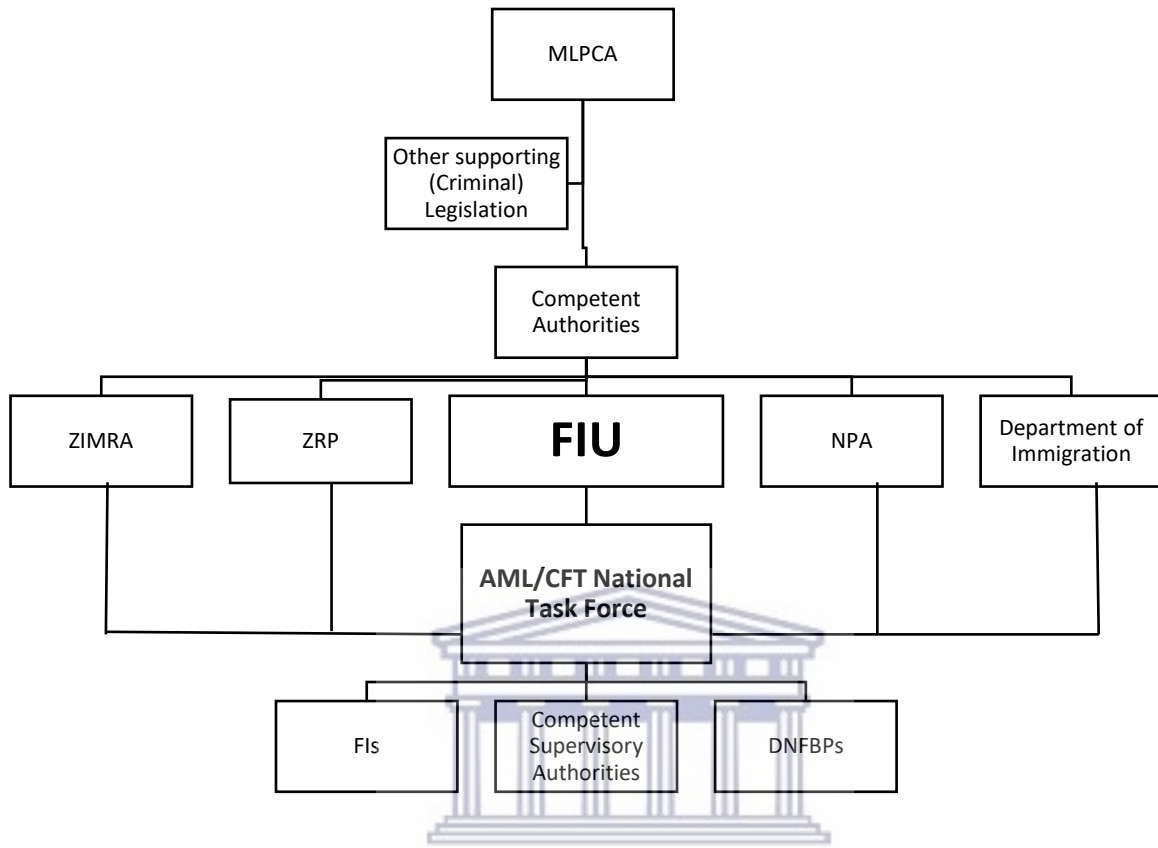 MLPCA
Other supporting
(Criminal)
Legislation
Competent
Authorities
ZIMRA
ZRP
FIU
NPA
Department of
Immigration
AML/CFT National
Task Force
FIs
Competent
Supervisory
Authorities
DNFBPs